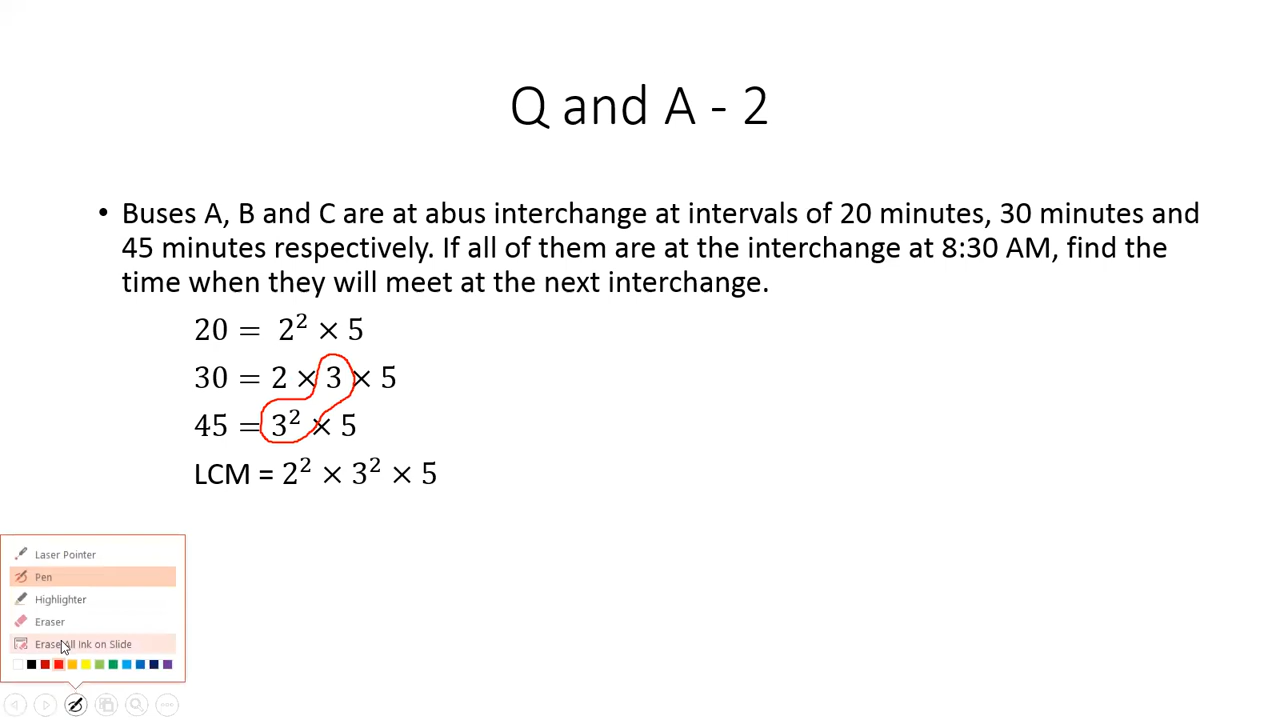 Q and A - 2
• Buses A, B and C are at abus interchange at intervals of 20 minutes, 30 minutes and
45 minutes respectively. If all of them are at the interchange at 8:30 AM, find the
time when they will meet at the next interchange.
20 = 2² × 5
30 = 2 × 3 × 5
45 = 3² × 5
LCM = 2² × 3² × 5
Laser Pointer
Pen
Highlighter
Eraser
Erase All Ink on Slide